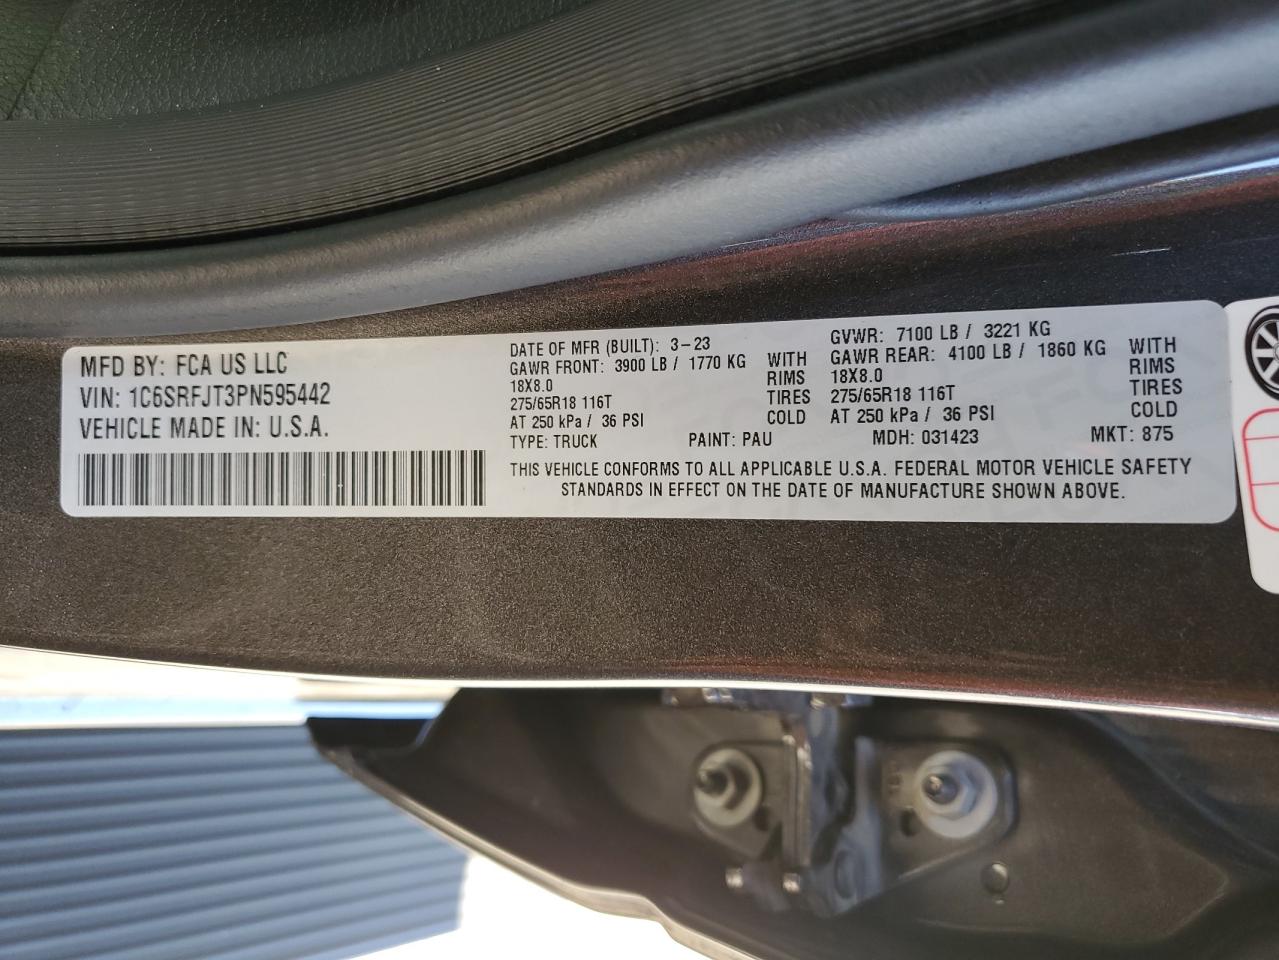 MFD BY: FCA US LLC
VIN: 1C6SRFJT3PN595442
VEHICLE MADE IN: U.S.A.
DATE OF MFR (BUILT): 3-23
GAWR FRONT: 3900 LB / 1770 KG WITH
18X8.0 RIMS
275/65R18 116T TIRES
AT 250 kPa / 36 PSI COLD
GVWR: 7100 LB / 3221 KG
GAWR REAR: 4100 LB / 1860 KG WITH
18X8.0 RIMS
275/65R18 116T TIRES
AT 250 kPa / 36 PSI COLD
TYPE: TRUCK PAINT: PAU MDH: 031423 MKT: 875
THIS VEHICLE CONFORMS TO ALL APPLICABLE U.S.A. FEDERAL MOTOR VEHICLE SAFETY
STANDARDS IN EFFECT ON THE DATE OF MANUFACTURE SHOWN ABOVE.